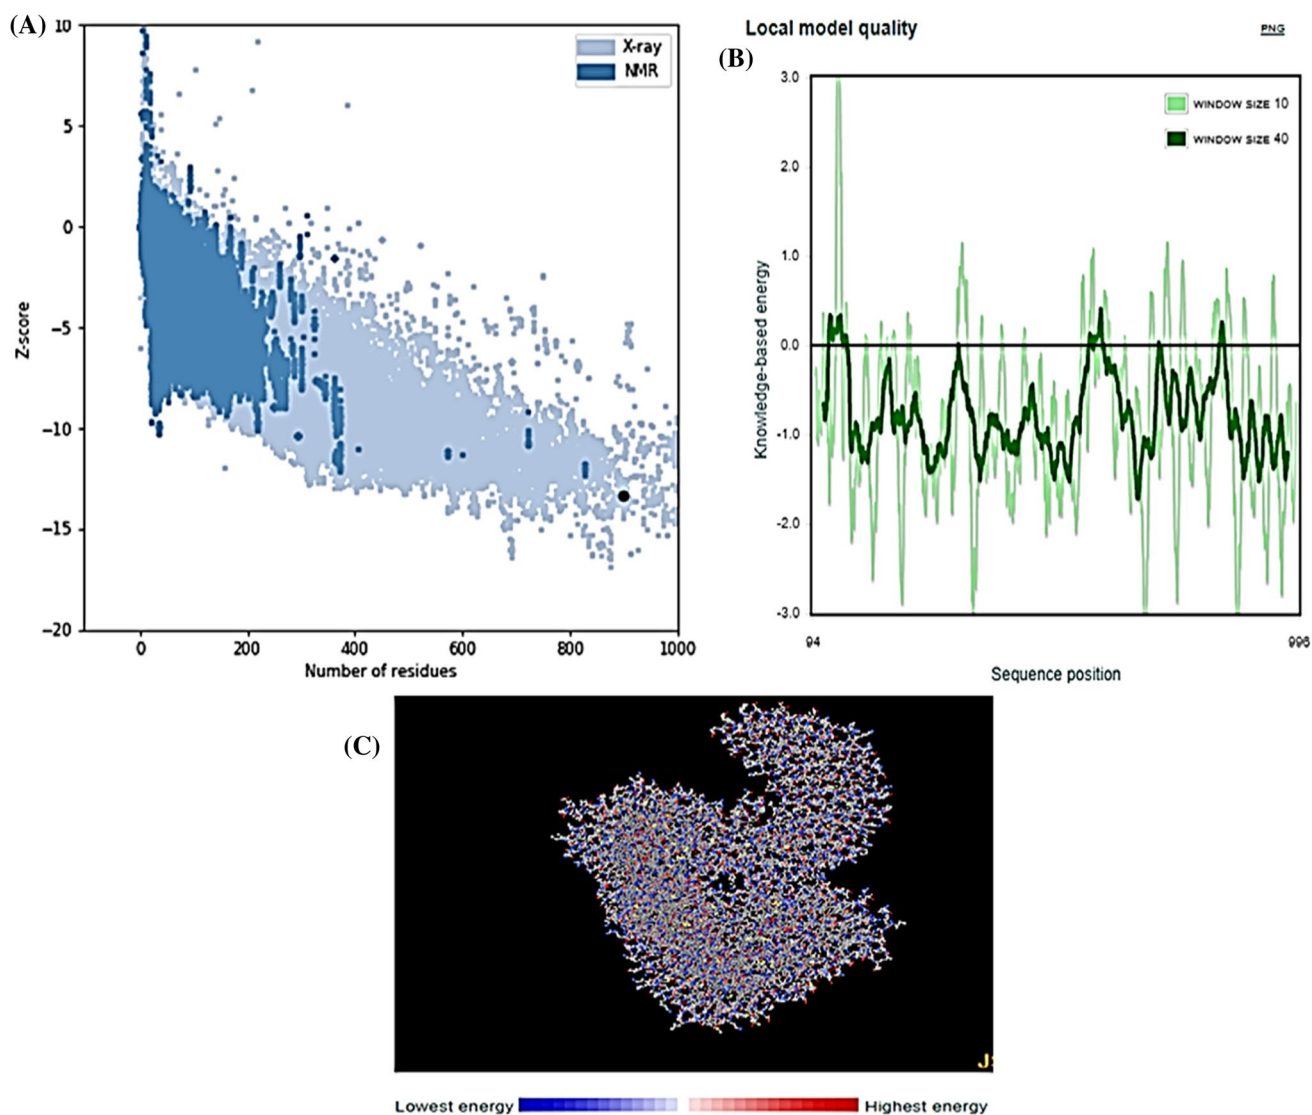 (A)
10
5
0
−5
−10
−15
−20
Z-score
X-ray
NMR
0 200 400 600 800 1000
Number of residues
Local model quality
PNG
(B)
3.0
2.0
1.0
0.0
-1.0
-2.0
-3.0
Knowledge-based energy
WINDOW SIZE 10
WINDOW SIZE 40
94 996
Sequence position
(C)
Lowest energy Highest energy